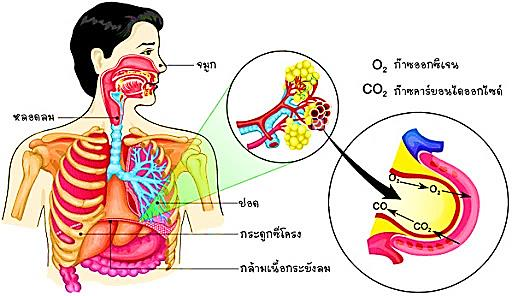 จมูก
หลอดลม
ปอด
กระดูกซี่โครง
กล้ามเนื้อกระบังลม
O2 ก๊าซออกซิเจน
CO2 ก๊าซคาร์บอนไดออกไซด์
O2
O2
CO
CO2